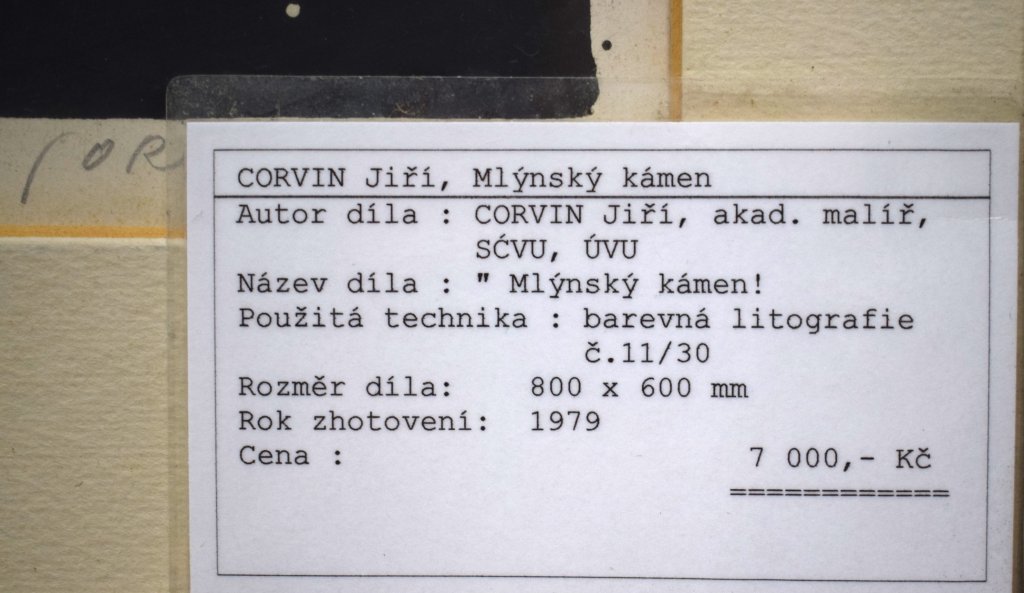 COR
CORVIN Jiří, Mlýnský kámen
Autor díla : CORVIN Jiří, akad. malíř,
SĆVU, ÚVU
Název díla : " Mlýnský kámen!
Použitá technika : barevná litografie
č.11/30
Rozměr díla: 800 x 600 mm
Rok zhotovení: 1979
Cena : 7 000,- Kč
============